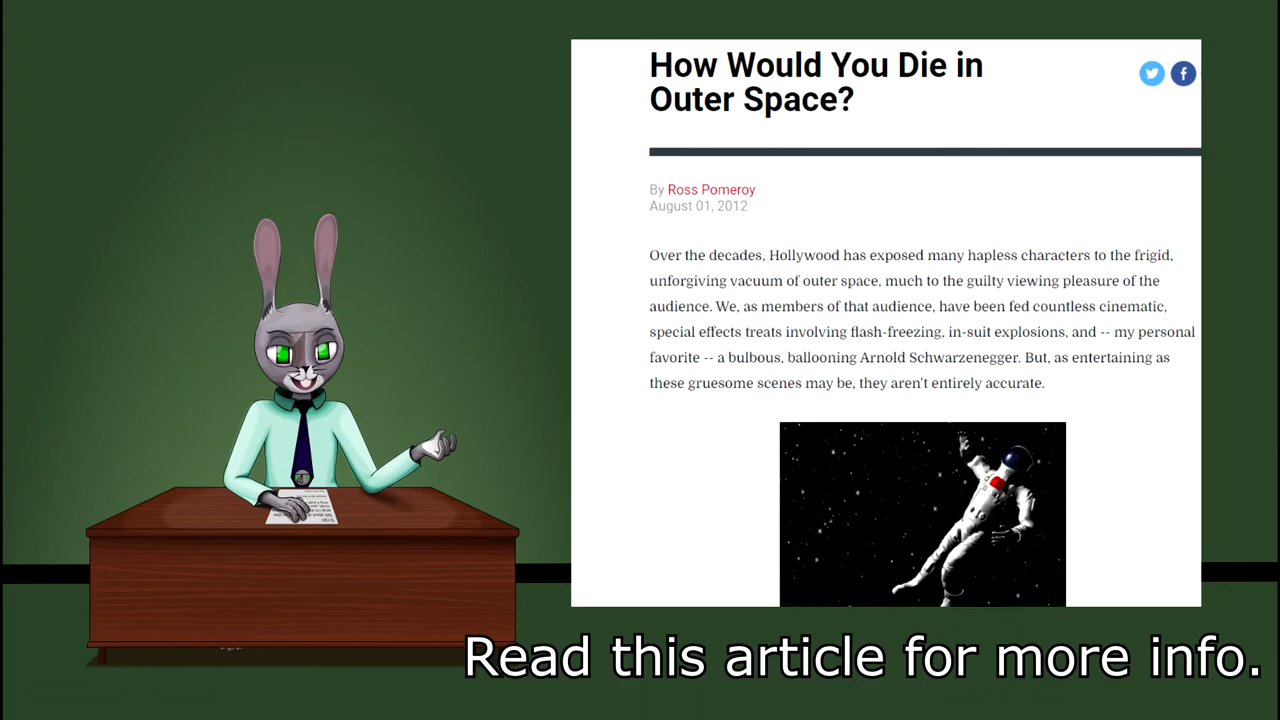 How Would You Die in
Outer Space?
By Ross Pomeroy
August 01, 2012
Over the decades, Hollywood has exposed many hapless characters to the frigid,
unforgiving vacuum of outer space, much to the guilty viewing pleasure of the
audience. We, as members of that audience, have been fed countless cinematic,
special effects treats involving flash-freezing, in-suit explosions, and -- my personal
favorite -- a bulbous, ballooning Arnold Schwarzenegger. But, as entertaining as
these gruesome scenes may be, they aren't entirely accurate.
Read this article for more info.